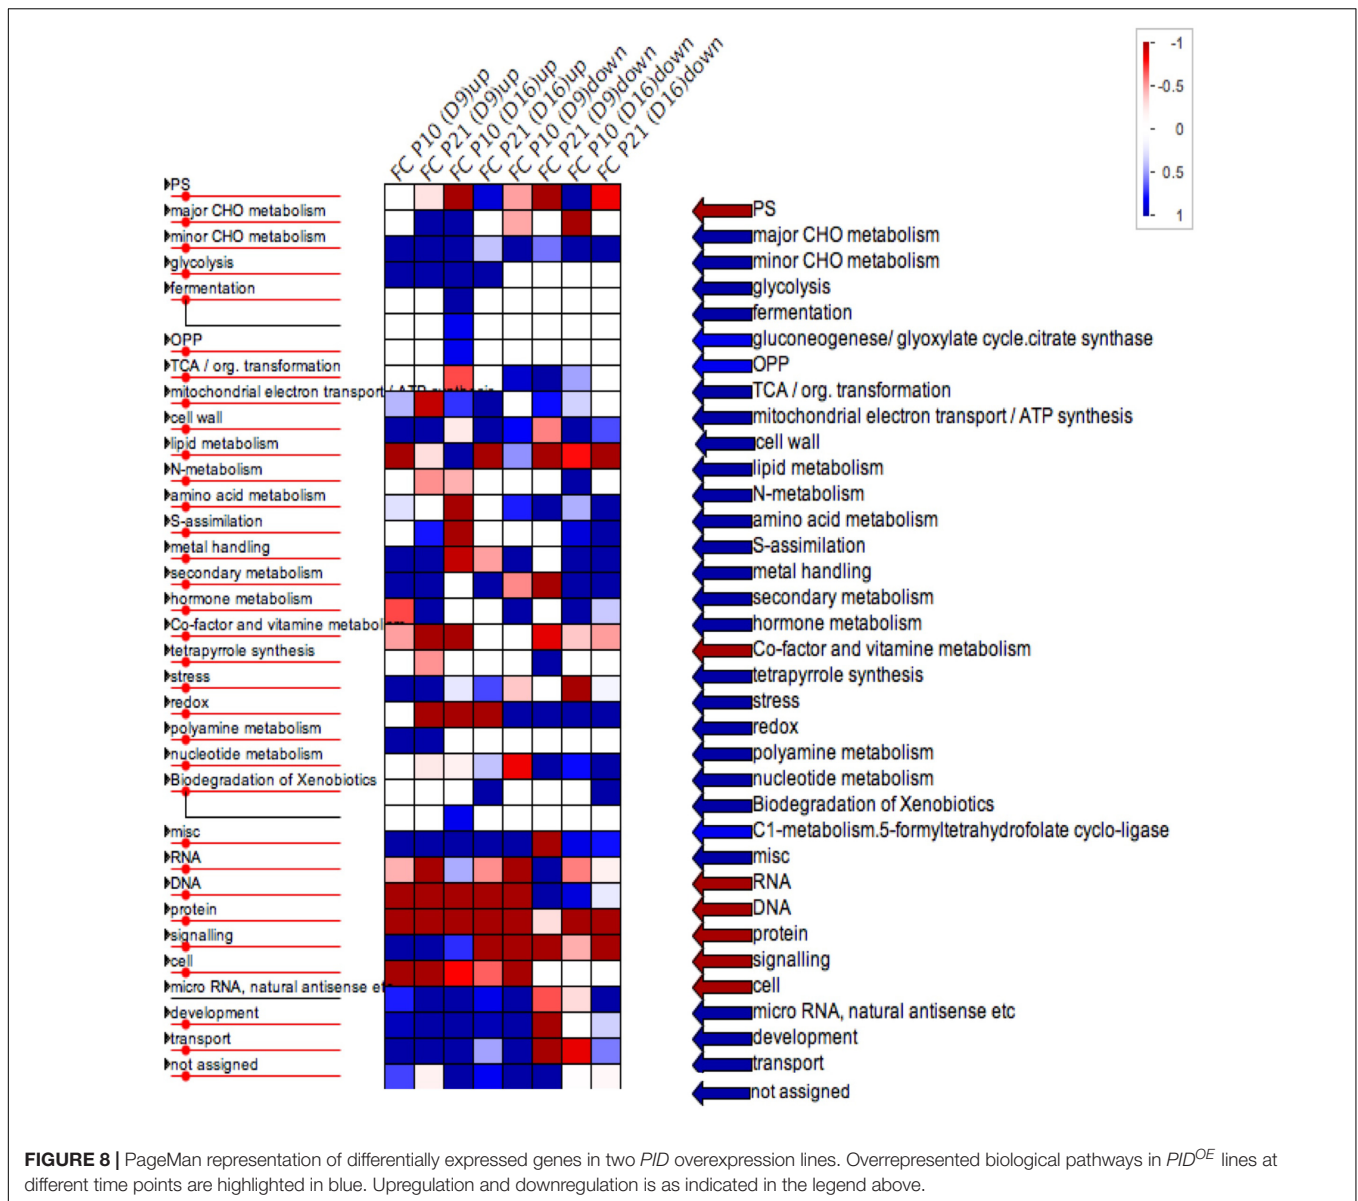 FC P10 (D9)up
FC P21 (D9)up
FC P10 (D16)up
FC P21 (D16)up
FC P10 (D9)down
FC P21 (D9)down
FC P10 (D16)down
FC P21 (D16)down
-1
-0.5
0
0.5
1
PS
major CHO metabolism
minor CHO metabolism
glycolysis
fermentation
OPP
TCA / org. transformation
mitochondrial electron transport / ATP synthesis
cell wall
lipid metabolism
N-metabolism
amino acid metabolism
S-assimilation
metal handling
secondary metabolism
hormone metabolism
Co-factor and vitamine metabolism
tetrapyrrole synthesis
stress
redox
polyamine metabolism
nucleotide metabolism
Biodegradation of Xenobiotics
misc
RNA
DNA
protein
signalling
cell
micro RNA, natural antisense etc
development
transport
not assigned
PS
major CHO metabolism
minor CHO metabolism
glycolysis
fermentation
gluconeogenese/ glyoxylate cycle.citrate synthase
OPP
TCA / org. transformation
mitochondrial electron transport / ATP synthesis
cell wall
lipid metabolism
N-metabolism
amino acid metabolism
S-assimilation
metal handling
secondary metabolism
hormone metabolism
Co-factor and vitamine metabolism
tetrapyrrole synthesis
stress
redox
polyamine metabolism
nucleotide metabolism
Biodegradation of Xenobiotics
C1-metabolism.5-formyltetrahydrofolate cyclo-ligase
misc
RNA
DNA
protein
signalling
cell
micro RNA, natural antisense etc
development
transport
not assigned
FIGURE 8 | PageMan representation of differentially expressed genes in two PID overexpression lines. Overrepresented biological pathways in PID^OE lines at
different time points are highlighted in blue. Upregulation and downregulation is as indicated in the legend above.